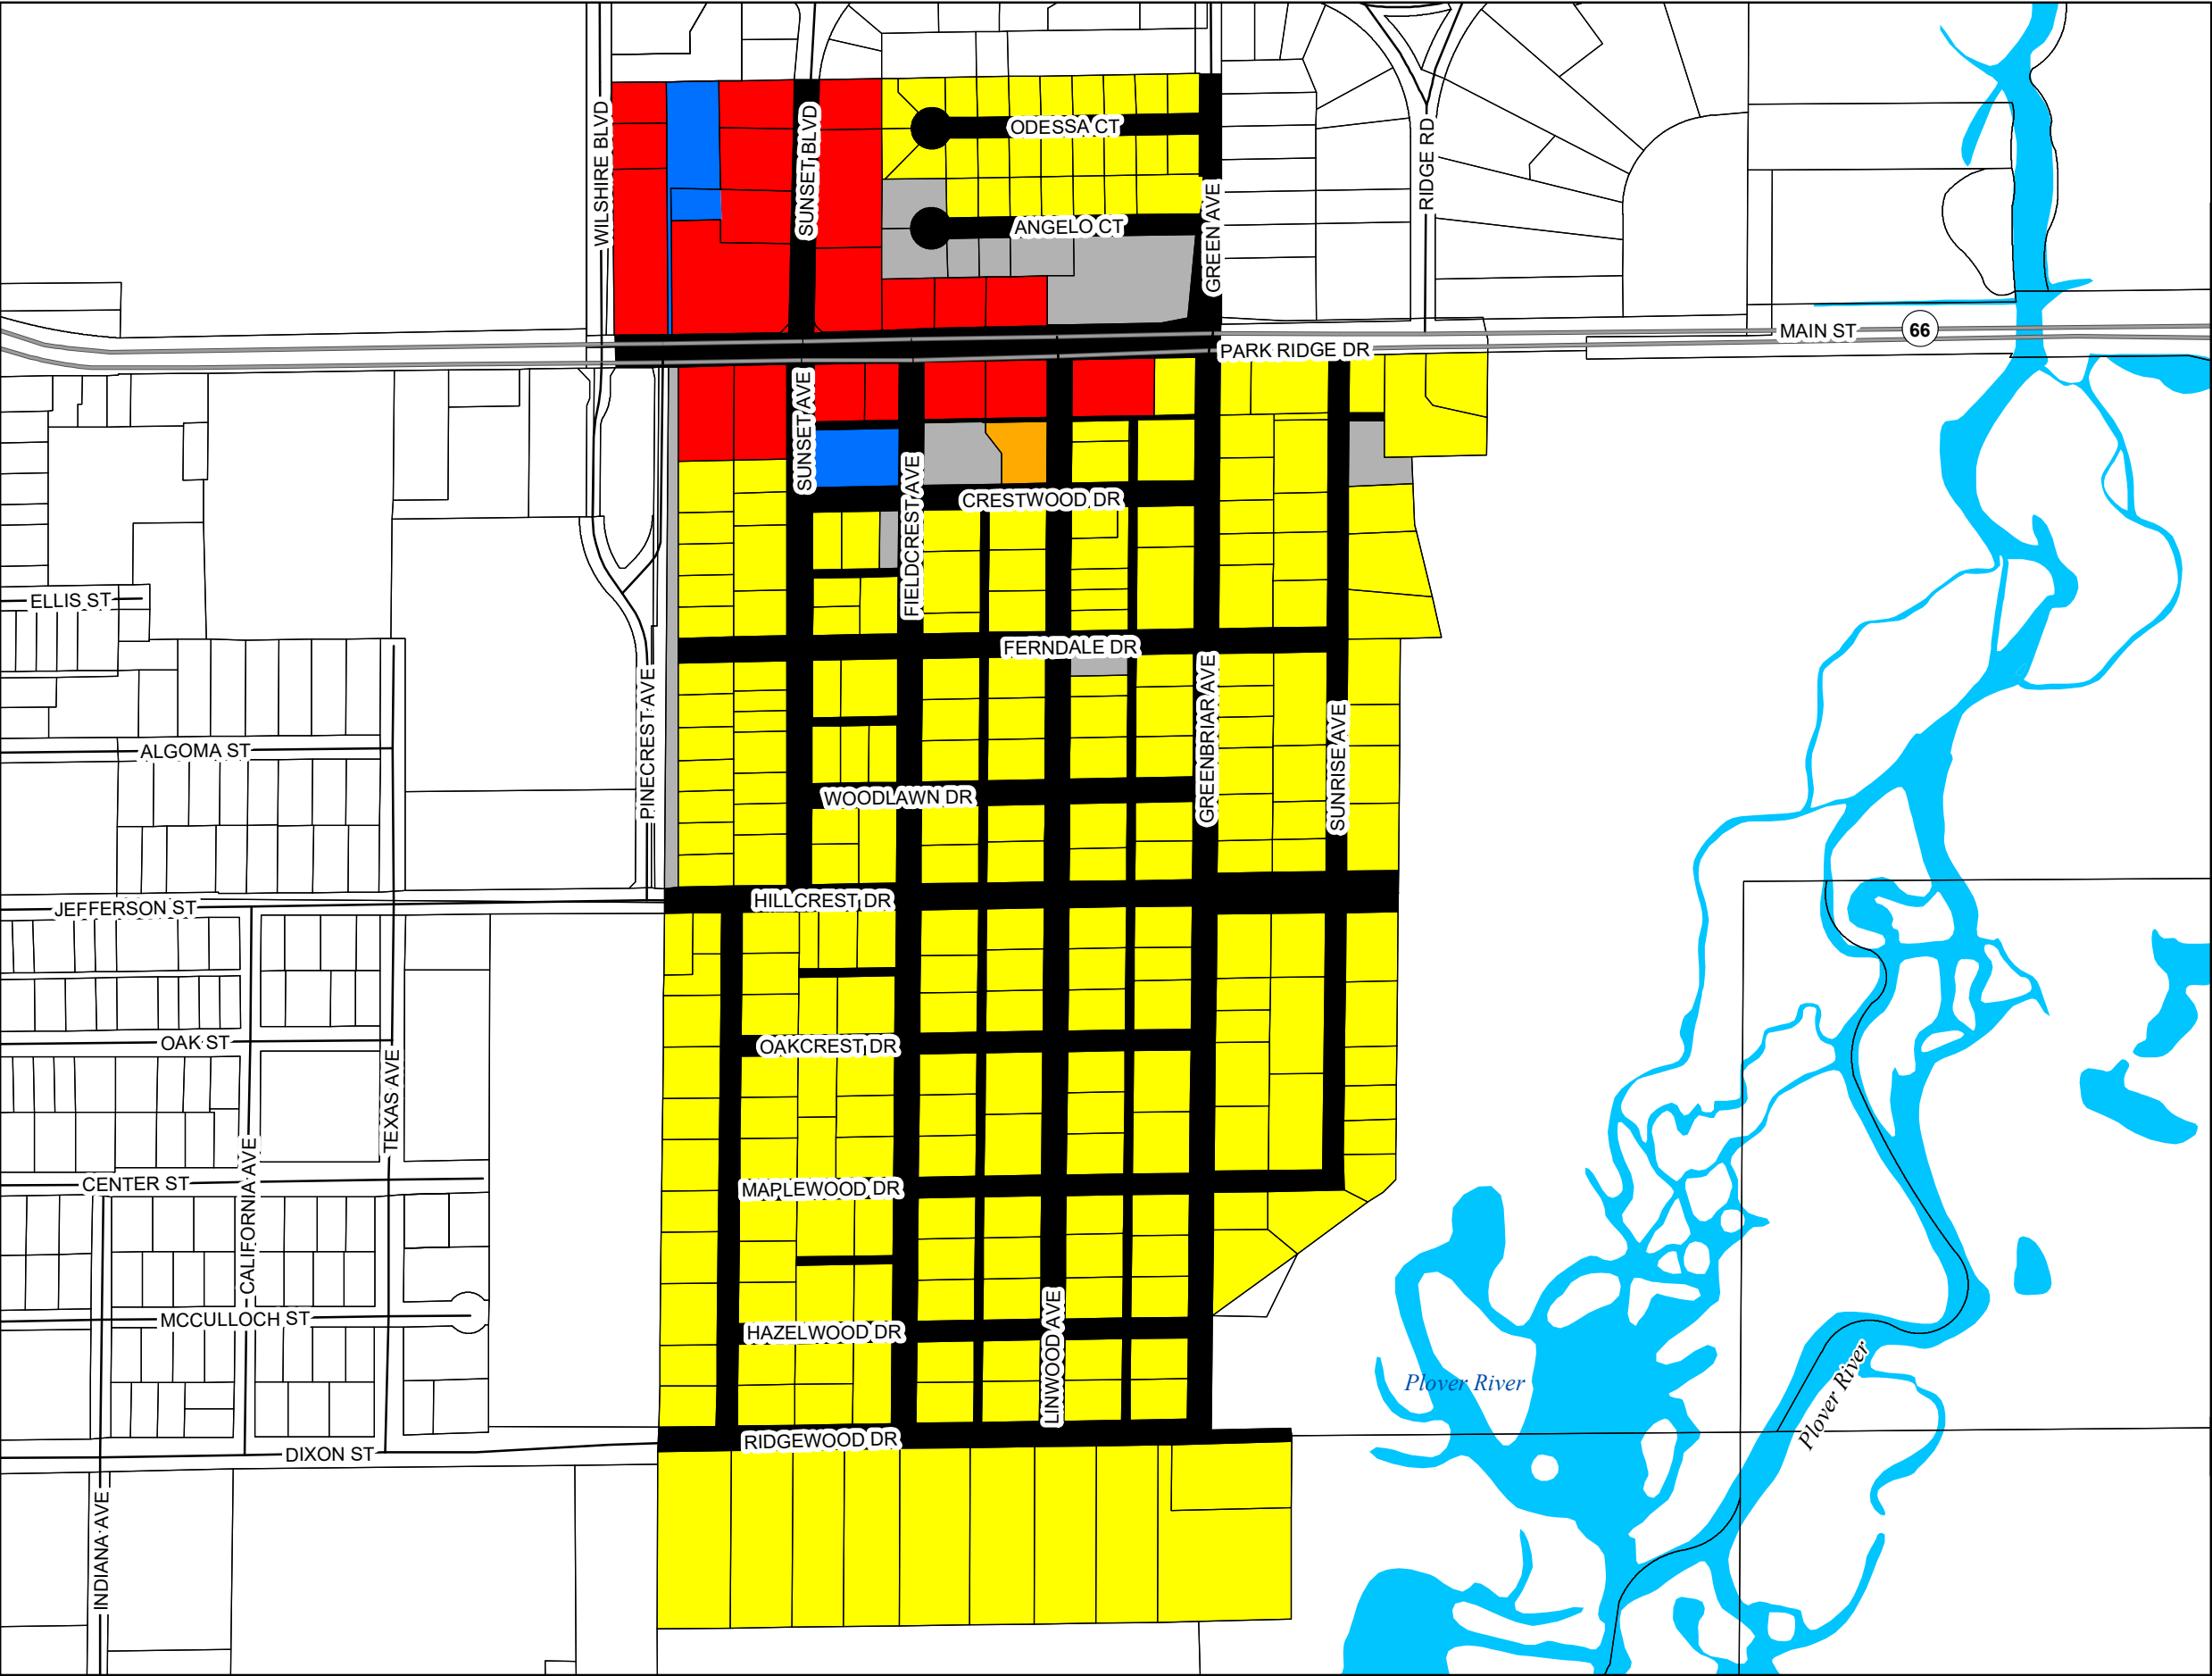 WILSHIRE BLVD
SUNSET BLVD
ODESSA CT
ANGELO CT
GREEN AVE
RIDGE RD
MAIN ST
66
PARK RIDGE DR
SUNSET AVE
FIELDCREST AVE
CRESTWOOD DR
ELLIS ST
FERNDALE DR
PINECREST AVE
GREENBRIAR AVE
SUNRISE AVE
ALGOMA ST
WOODLAWN DR
JEFFERSON ST
HILLCREST DR
OAK ST
OAKCREST DR
TEXAS AVE
CALIFORNIA AVE
CENTER ST
MAPLEWOOD DR
MCCULLOCH ST
HAZELWOOD DR
LINWOOD AVE
Plover River
Plover River
RIDGEWOOD DR
DIXON ST
INDIANA AVE